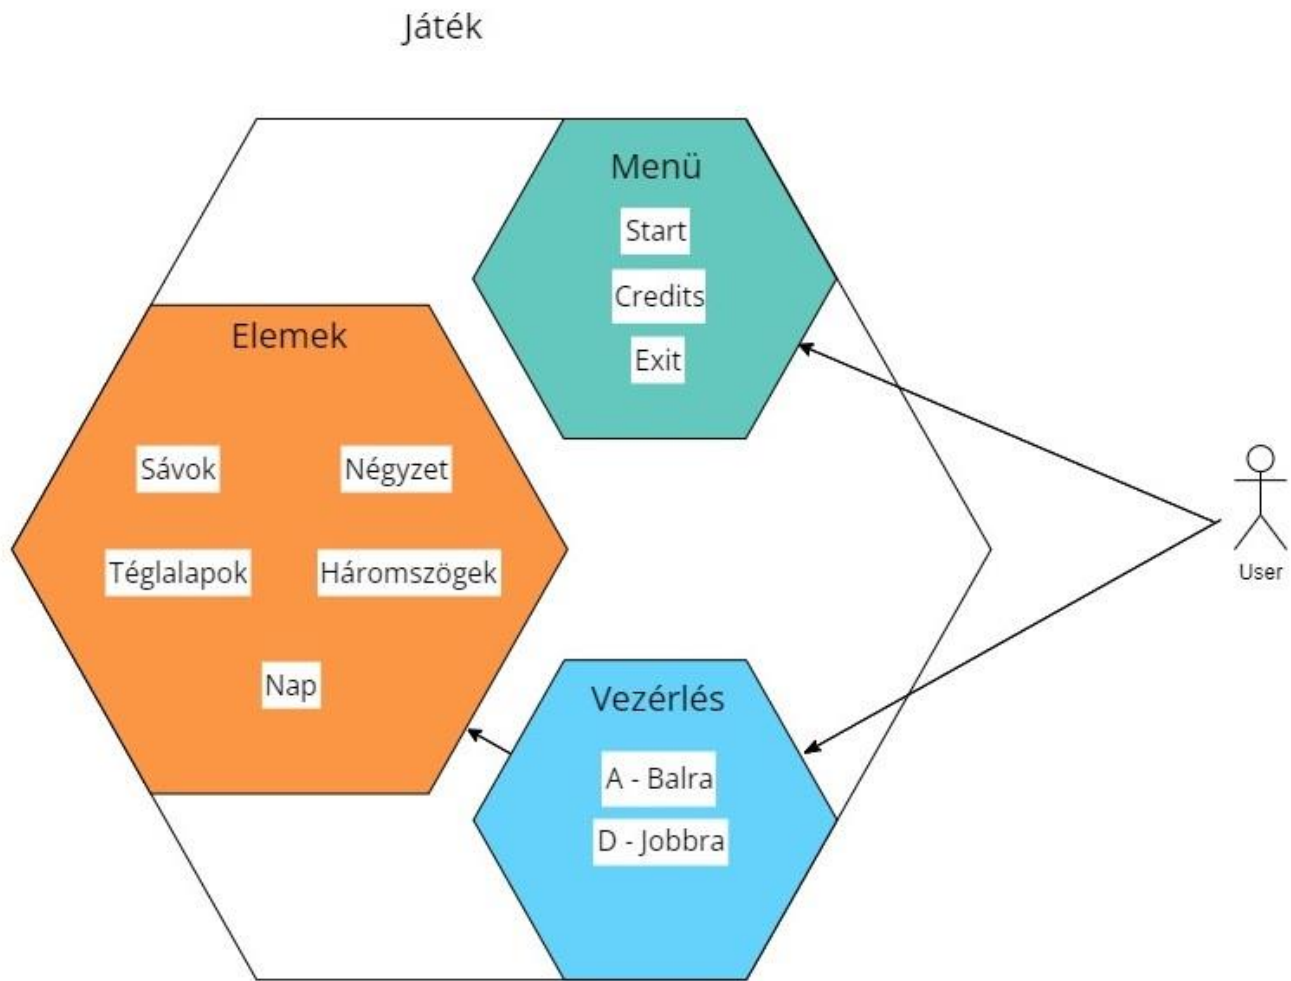 Játék
Menü
Start
Credits
Exit
Elemek
Sávok
Négyzet
Téglalapok
Háromszögek
Nap
Vezérlés
A - Balra
D - Jobbra
User